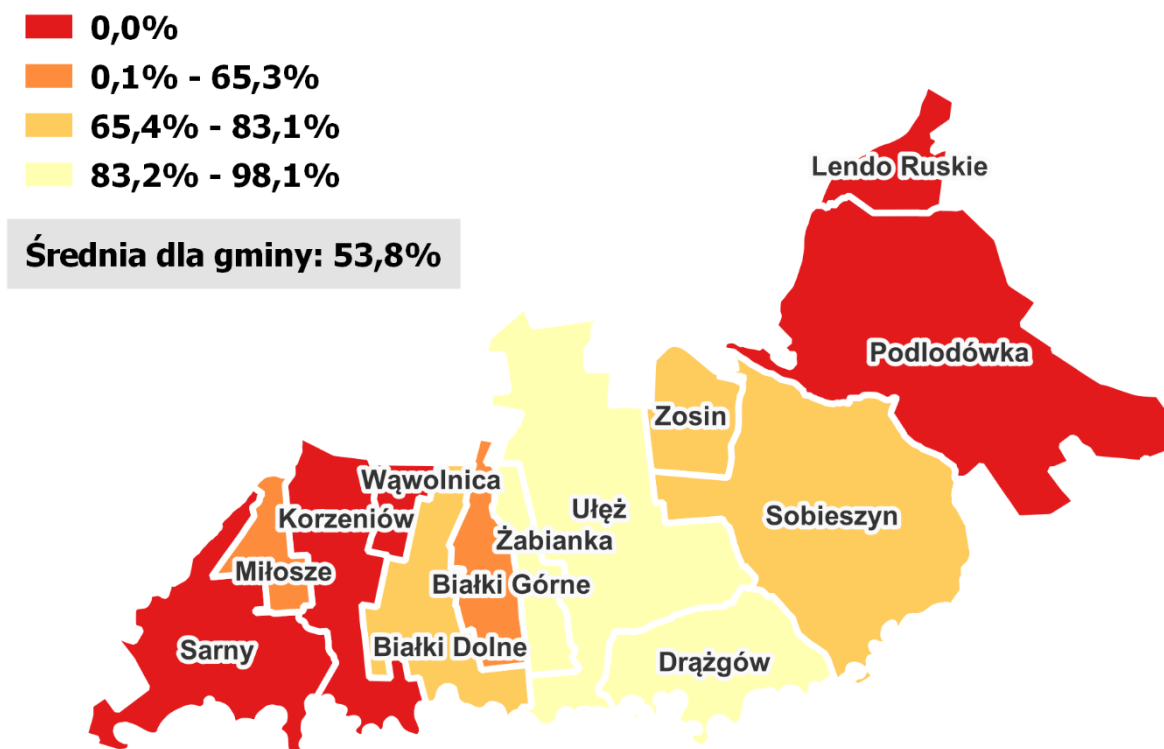 0,0%
0,1% - 65,3%
65,4% - 83,1%
83,2% - 98,1%
Średnia dla gminy: 53,8%
Lendo Ruskie
Podlodówka
Zosin
Wąwolnica
Ułęż
Sobieszyn
Korzeniów
Żabianka
Miłosze
Białki Górne
Sarny
Białki Dolne
Drążgów